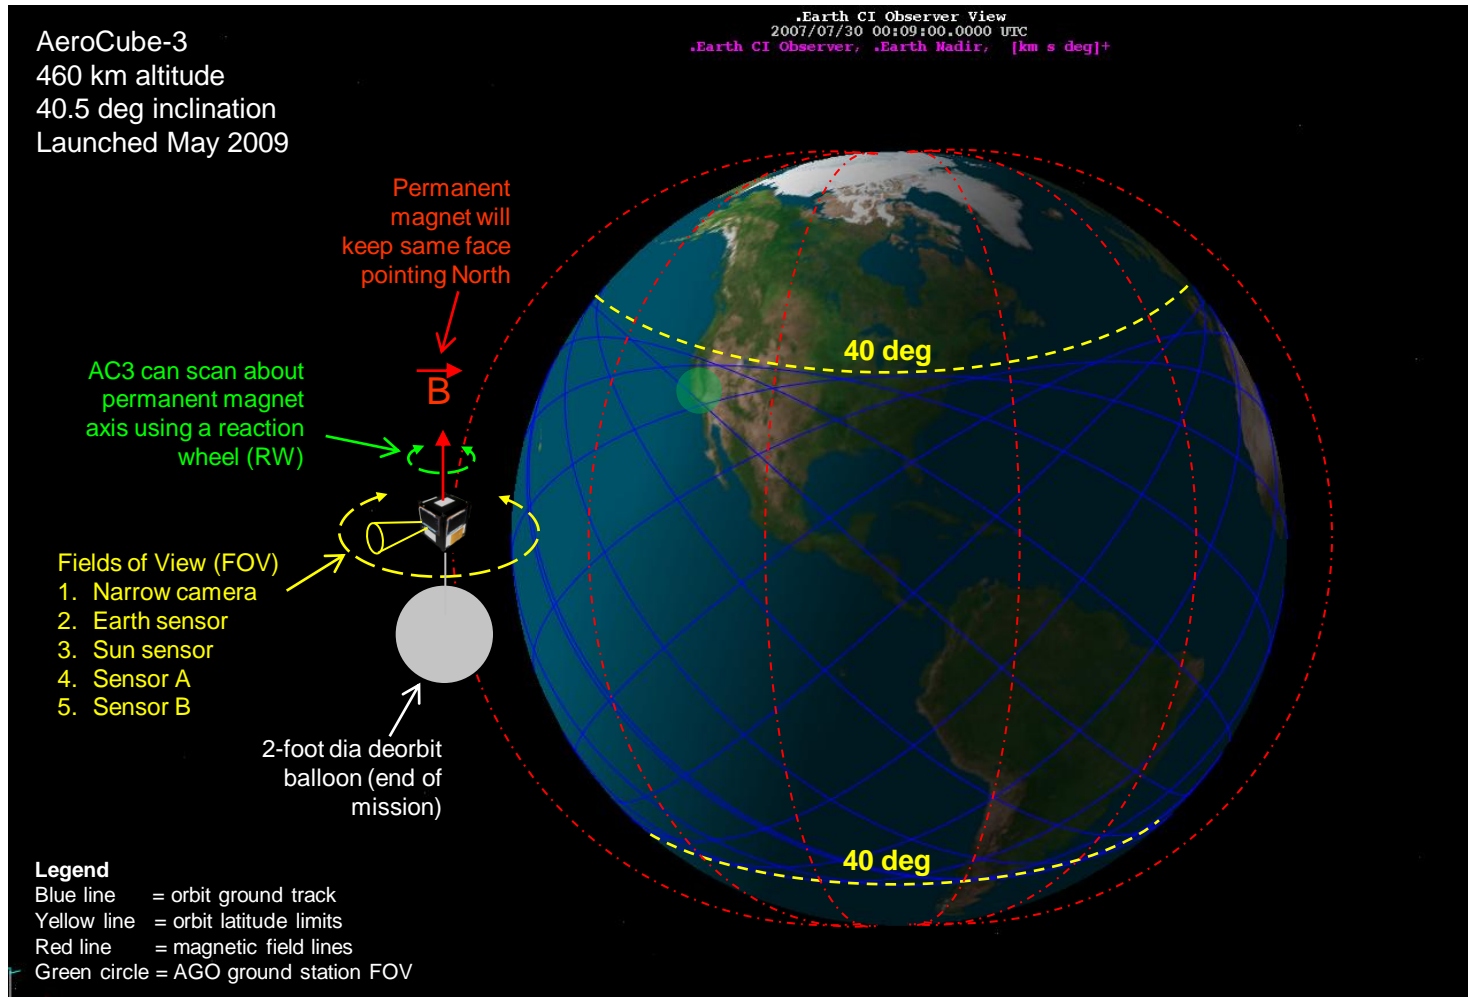 .Earth CI Observer View
2007/07/30 00:09:00.0000 UTC
.Earth CI Observer, .Earth Nadir, [km s deg]+
AeroCube-3
460 km altitude
40.5 deg inclination
Launched May 2009
Permanent
magnet will
keep same face
pointing North
B
AC3 can scan about
permanent magnet
axis using a reaction
wheel (RW)
40 deg
Fields of View (FOV)
1. Narrow camera
2. Earth sensor
3. Sun sensor
4. Sensor A
5. Sensor B
2-foot dia deorbit
balloon (end of
mission)
40 deg
Legend
Blue line = orbit ground track
Yellow line = orbit latitude limits
Red line = magnetic field lines
Green circle = AGO ground station FOV